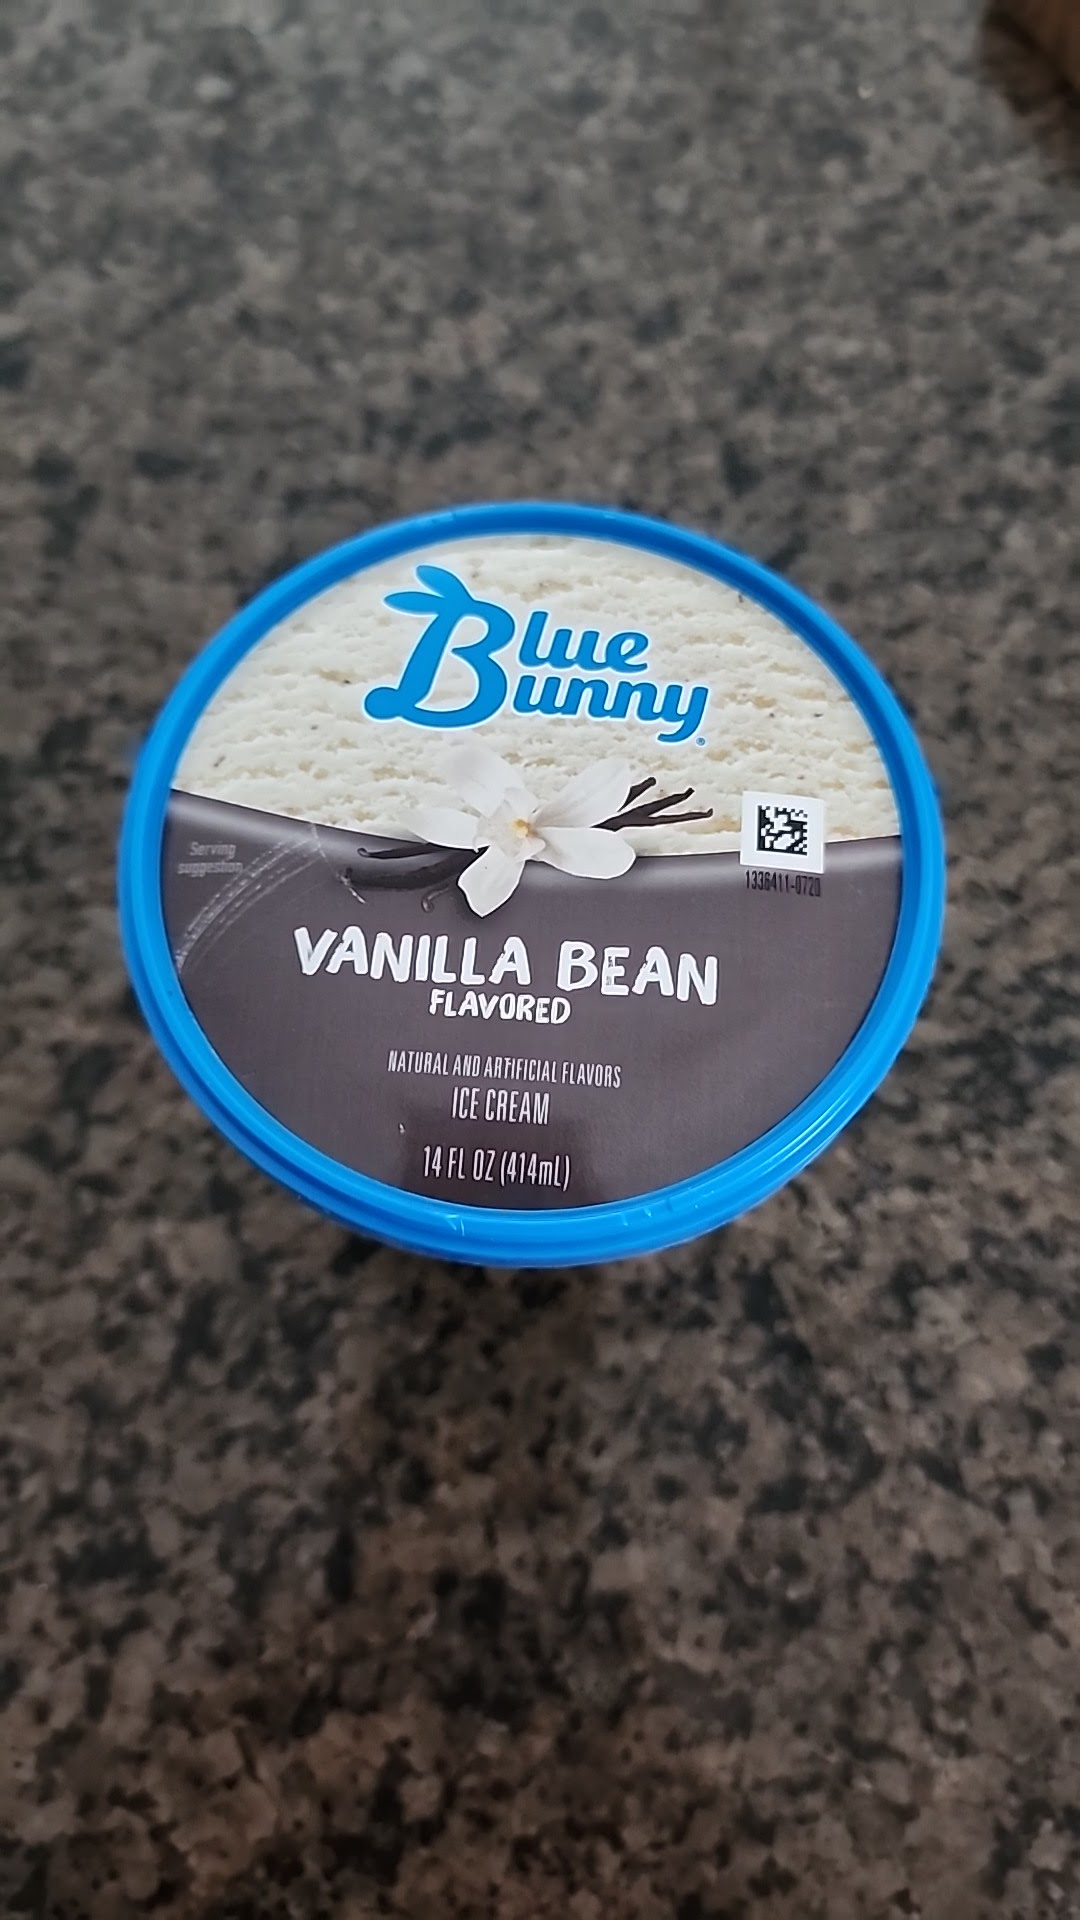 Blue
Bunny®
Serving
suggestion
1336411-0720
VANILLA BEAN
FLAVORED
NATURAL AND ARTIFICIAL FLAVORS
ICE CREAM
14 FL OZ (414mL)